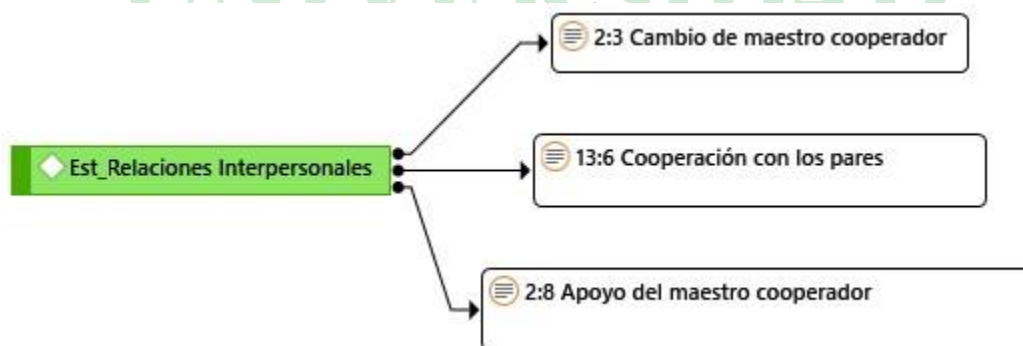 2:3 Cambio de maestro cooperador
Est_Relaciones Interpersonales
13:6 Cooperación con los pares
2:8 Apoyo del maestro cooperador